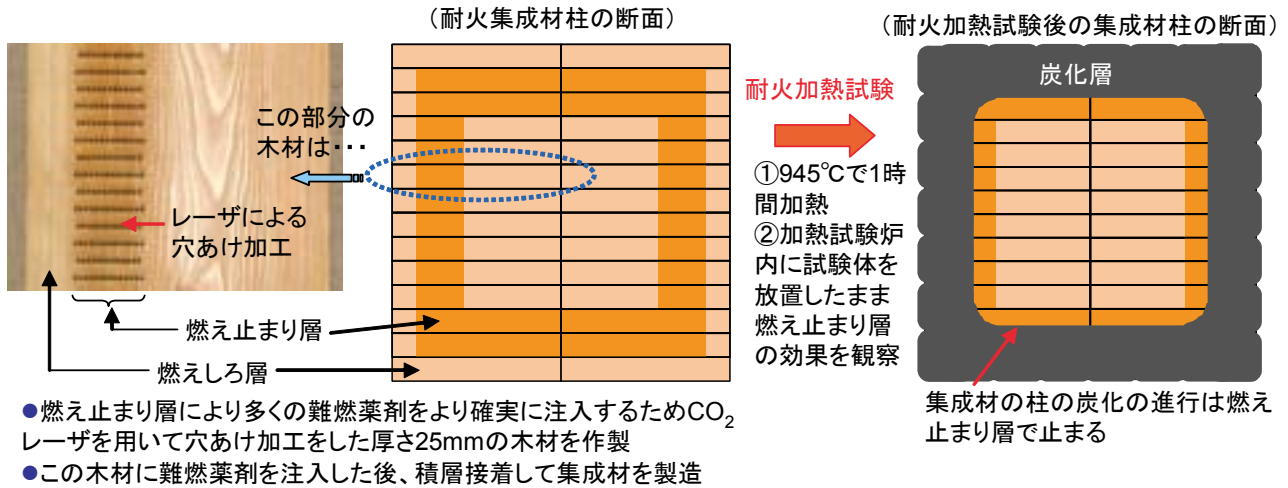 （耐火集成材柱の断面）
（耐火加熱試験後の集成材柱の断面）
この部分の
木材は・・・
レーザによる
穴あけ加工
燃え止まり層
燃えしろ層
耐火加熱試験
①945℃で1時
間加熱
②加熱試験炉
内に試験体を
放置したまま
燃え止まり層
の効果を観察
炭化層
集成材の柱の炭化の進行は燃え
止まり層で止まる
●燃え止まり層により多くの難燃薬剤をより確実に注入するためCO₂
レーザを用いて穴あけ加工をした厚さ25mmの木材を作製
●この木材に難燃薬剤を注入した後、積層接着して集成材を製造